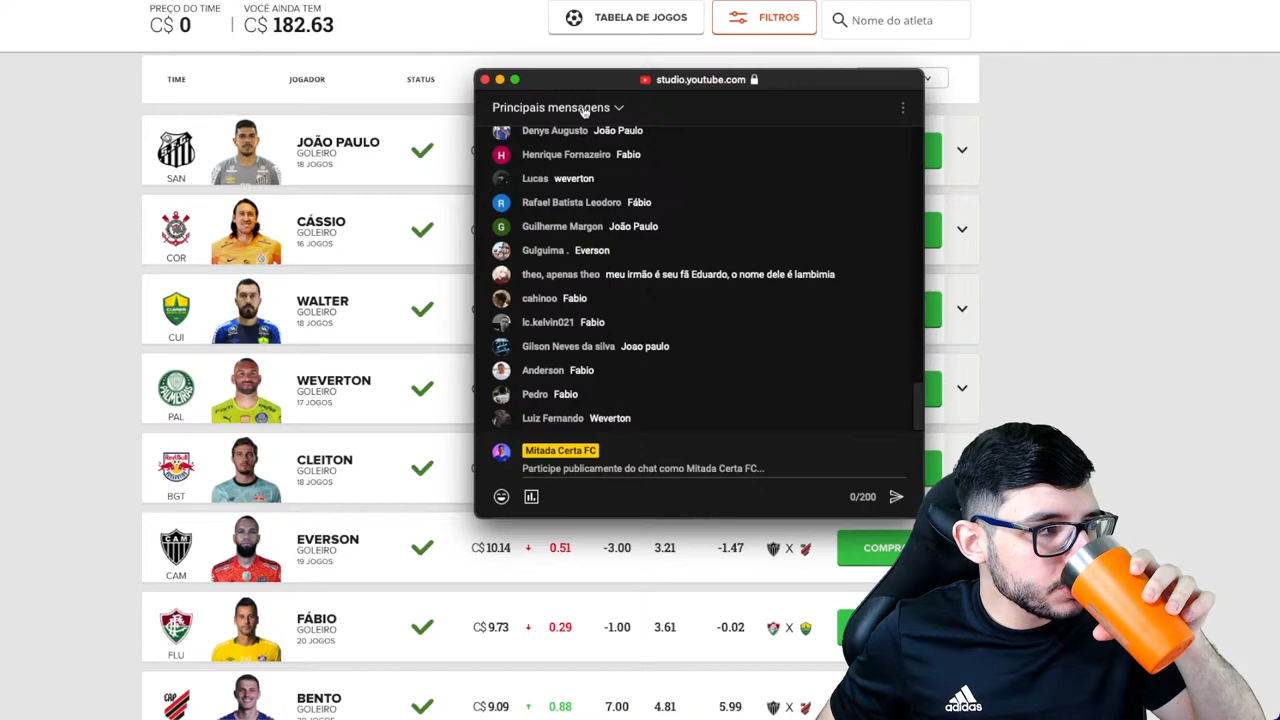 PREÇO DO TIME
C$ 0
VOCÊ AINDA TEM
C$ 182.63
TABELA DE JOGOS
FILTROS
Nome do atleta
TIME
JOGADOR
STATUS
SAN
JOÃO PAULO
GOLEIRO
18 JOGOS
COR
CÁSSIO
GOLEIRO
16 JOGOS
CUI
WALTER
GOLEIRO
18 JOGOS
PAL
WEVERTON
GOLEIRO
17 JOGOS
BGT
CLEITON
GOLEIRO
18 JOGOS
CAM
EVERSON
GOLEIRO
19 JOGOS
C$ 10.14 0.51 -3.00 3.21 -1.47 X
COMPRA
FLU
FÁBIO
GOLEIRO
20 JOGOS
C$ 9.73 0.29 -1.00 3.61 -0.02 X
BENTO
GOLEIRO
C$ 9.09 0.88 7.00 4.81 5.99 X
studio.youtube.com
Principais mensagens
Denys Augusto João Paulo
H Henrique Fornazeiro Fabio
Lucas weverton
R Rafael Batista Leodoro Fábio
G Guilherme Margon João Paulo
Gulguima . Everson
theo, apenas theo meu irmão é seu fã Eduardo, o nome dele é lambimia
cahinoo Fabio
lc.kelvin021 Fabio
Gilson Neves da silva Joao paulo
Anderson Fabio
Pedro Fabio
Luiz Fernando Weverton
Mitada Certa FC
Participe publicamente do chat como Mitada Certa FC...
0/200
adidas